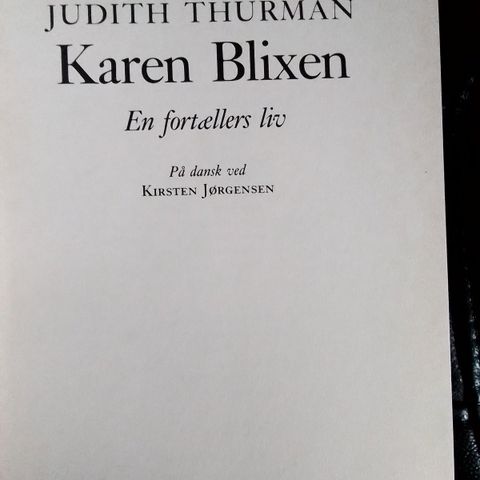 JUDITH THURMAN
Karen Blixen
En fortællers liv
På dansk ved
KIRSTEN JØRGENSEN